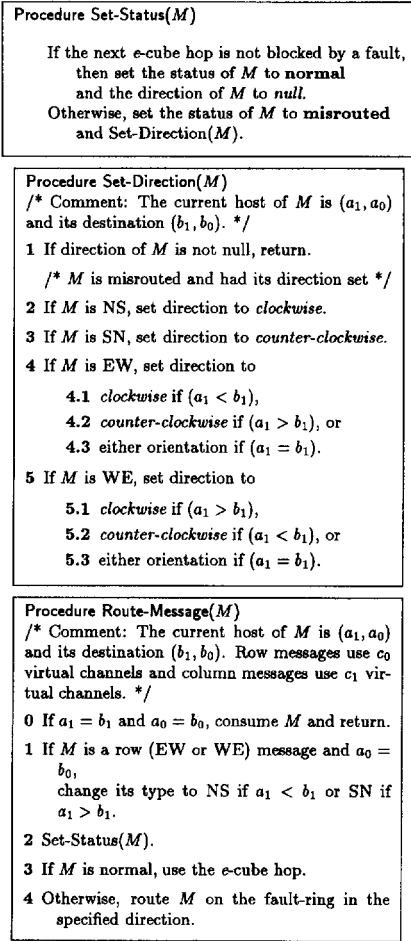 Procedure Set-Status(M)
If the next e-cube hop is not blocked by a fault,
then set the status of M to normal
and the direction of M to null.
Otherwise, set the status of M to misrouted
and Set-Direction(M).
Procedure Set-Direction(M)
/* Comment: The current host of M is (a₁, a₀)
and its destination (b₁, b₀). */
1 If direction of M is not null, return.
/* M is misrouted and had its direction set */
2 If M is NS, set direction to clockwise.
3 If M is SN, set direction to counter-clockwise.
4 If M is EW, set direction to
4.1 clockwise if (a₁ < b₁),
4.2 counter-clockwise if (a₁ > b₁), or
4.3 either orientation if (a₁ = b₁).
5 If M is WE, set direction to
5.1 clockwise if (a₁ > b₁),
5.2 counter-clockwise if (a₁ < b₁), or
5.3 either orientation if (a₁ = b₁).
Procedure Route-Message(M)
/* Comment: The current host of M is (a₁, a₀)
and its destination (b₁, b₀). Row messages use c₀
virtual channels and column messages use c₁ vir-
tual channels. */
0 If a₁ = b₁ and a₀ = b₀, consume M and return.
1 If M is a row (EW or WE) message and a₀ =
b₀,
change its type to NS if a₁ < b₁ or SN if
a₁ > b₁.
2 Set-Status(M).
3 If M is normal, use the e-cube hop.
4 Otherwise, route M on the fault-ring in the
specified direction.